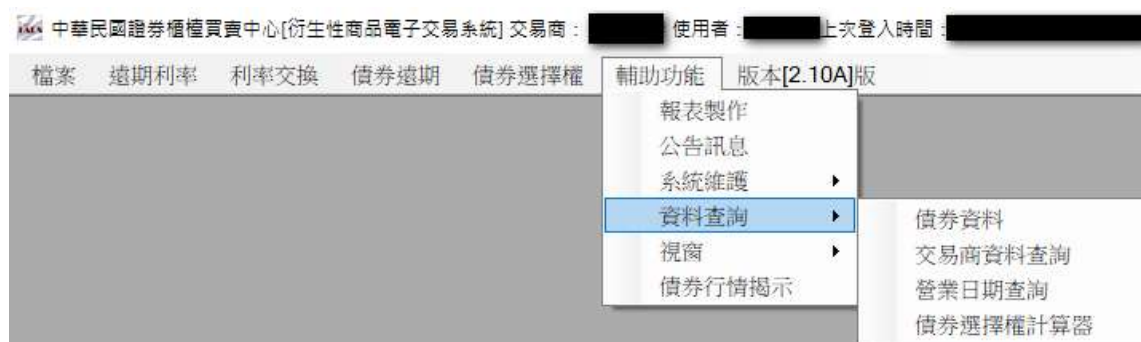 中華民國證券櫃檯買賣中心[衍生性商品電子交易系統] 交易商： 使用者： 上次登入時間：
檔案 遠期利率 利率交換 債券遠期 債券選擇權 輔助功能 版本[2.10A]版
報表製作
公告訊息
系統維護
資料查詢
視窗
債券行情揭示
債券資料
交易商資料查詢
營業日期查詢
債券選擇權計算器